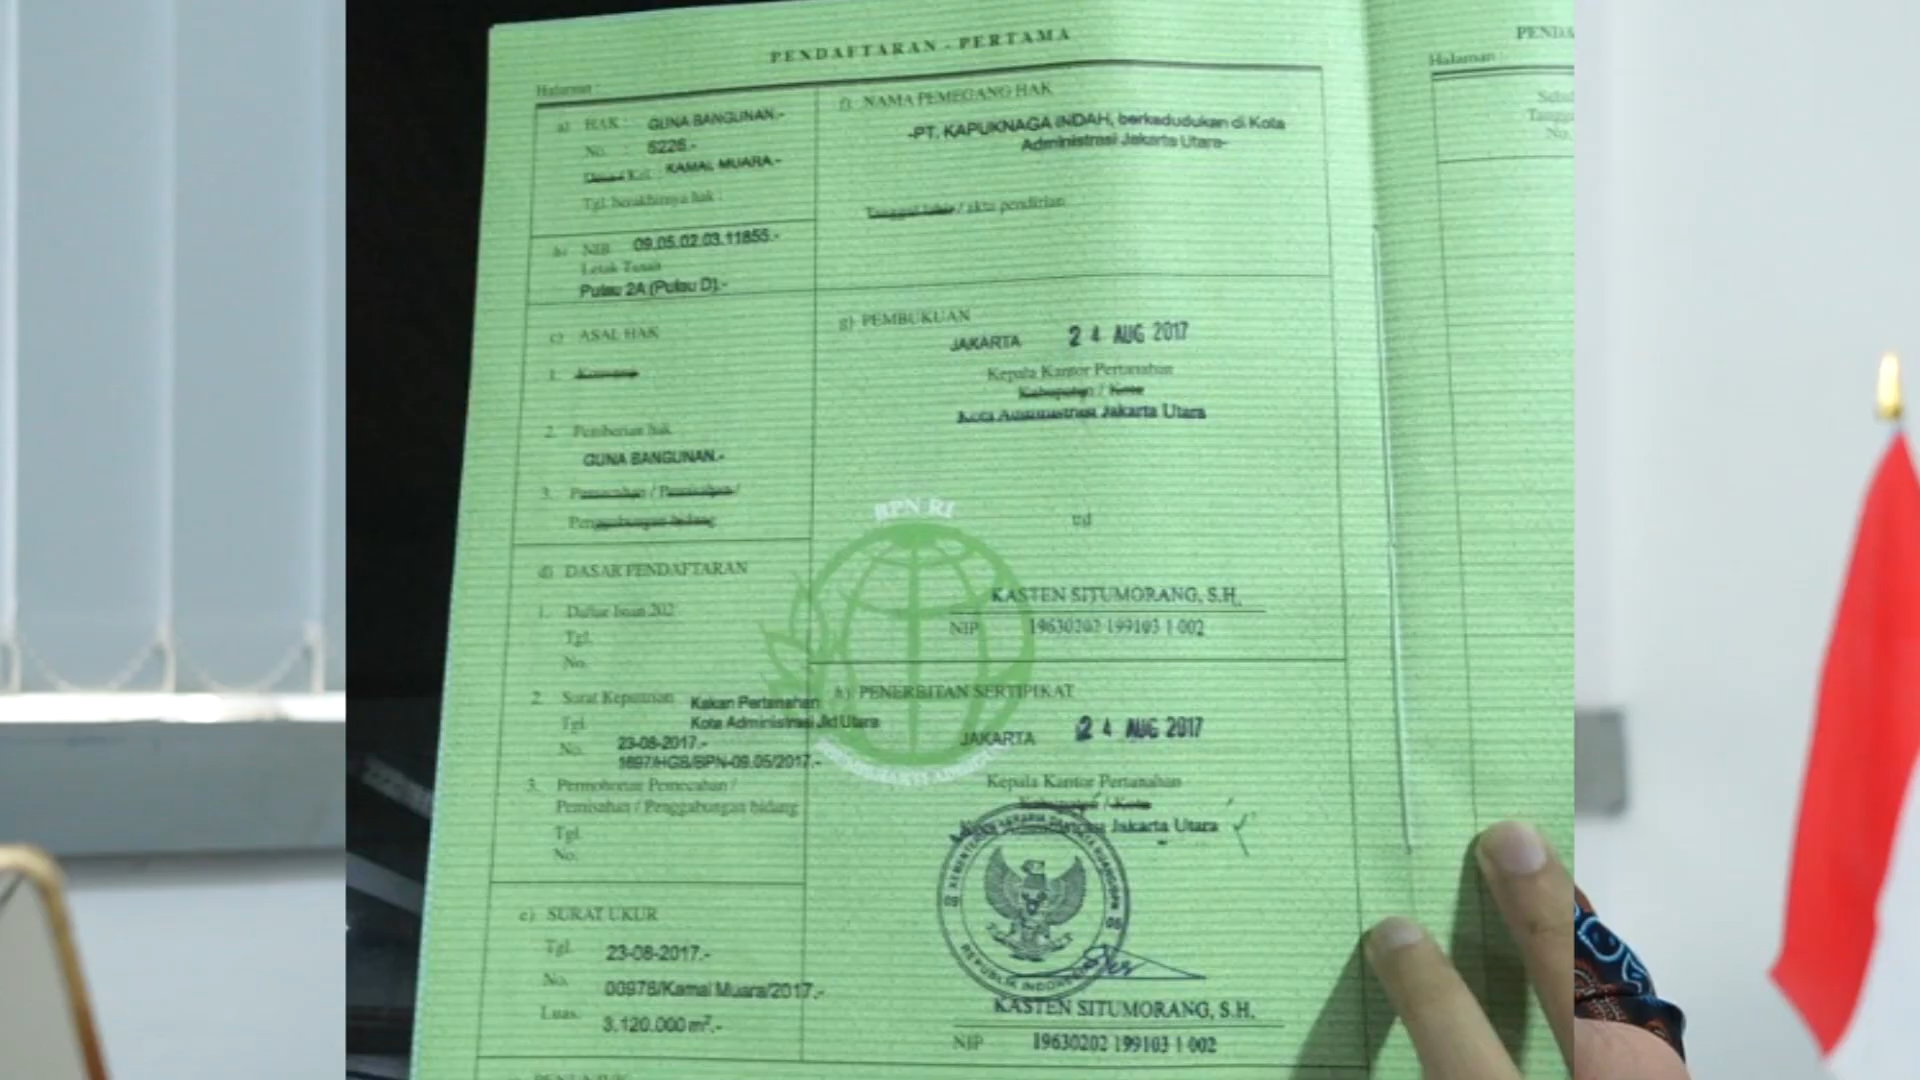 PENDAFTARAN - PERTAMA
Halaman :
a) HAK : GUNA BANGUNAN.-
No. : 6226.-
Desa / Kel : KAMAL MUARA.-
Tgl. berakhirnya hak :
b) NIB 09.05.02.03.11855.-
Letak Tanah
Pulau 2A (Pulau D).-
c) ASAL HAK
1. Konversi
2. Pemberian hak
GUNA BANGUNAN.-
3. Pemecahan / Pemisahan /
Penggabungan bidang
d) DASAR PENDAFTARAN
1. Daftar Isian 202
Tgl.
No.
2. Surat Keputusan Kakan Pertanahan
Kota Administrasi Jkt Utara
Tgl. 23-08-2017.-
No. 1697/HGB/BPN-09.05/2017.-
3. Permohonan Pemecahan /
Pemisahan / Penggabungan bidang
Tgl.
No.
e) SURAT UKUR
Tgl. 23-08-2017.-
No. 00976/Kamal Muara/2017.-
Luas. 3.120.000 m².-
f) NAMA PEMEGANG HAK
-PT. KAPUKNAGA INDAH, berkedudukan di Kota
Administrasi Jakarta Utara-
Tanggal lahir / akta pendirian
g) PEMBUKUAN
JAKARTA 24 AUG 2017
Kepala Kantor Pertanahan
Kabupaten / Kota
Kota Administrasi Jakarta Utara
BPN RI
ttd
KASTEN SITUMORANG, S.H.
NIP 19630202 199103 1 002
h) PENERBITAN SERTIPIKAT
JAKARTA 24 AUG 2017
Kepala Kantor Pertanahan
Kabupaten / Kota
Jakarta Utara
REPUBLIK INDONESIA
KASTEN SITUMORANG, S.H.
NIP 19630202 199103 1 002
PENDA
Halaman :
No.